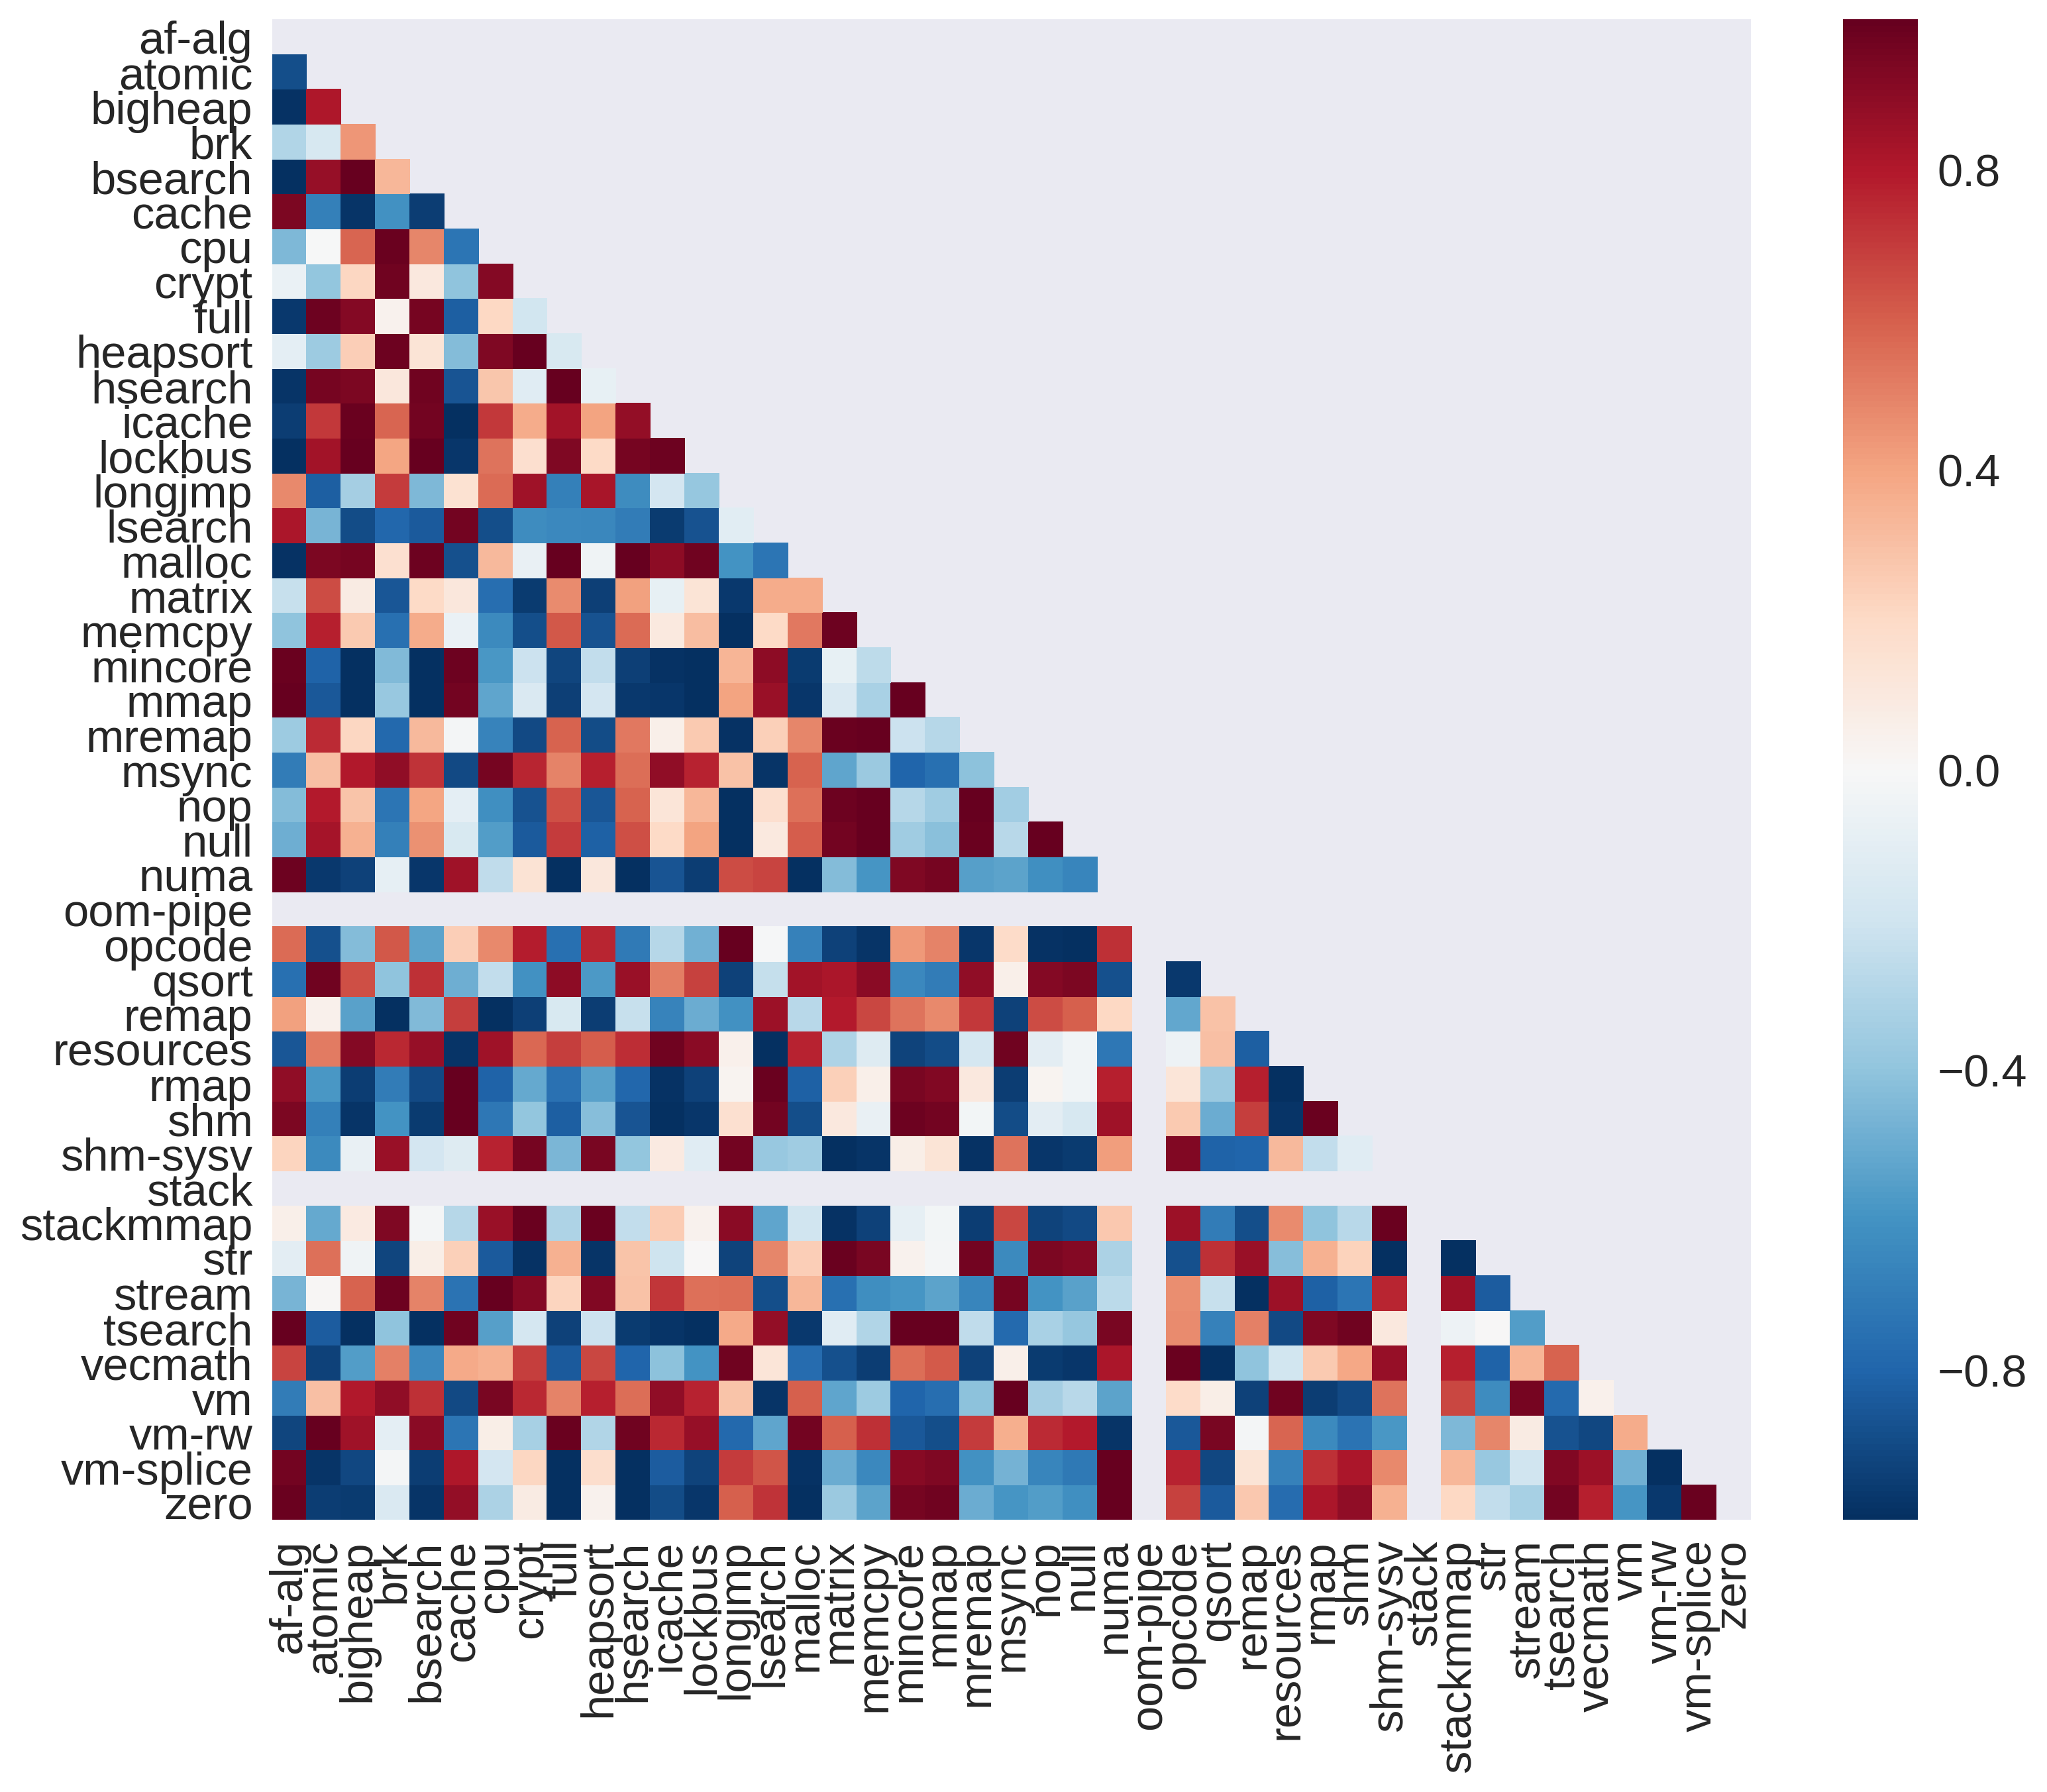 af-alg
atomic
bigheap
brk
bsearch
cache
cpu
crypt
full
heapsort
hsearch
icache
lockbus
longjmp
lsearch
malloc
matrix
memcpy
mincore
mmap
mremap
msync
nop
null
numa
oom-pipe
opcode
qsort
remap
resources
rmap
shm
shm-sysv
stack
stackmmap
str
stream
tsearch
vecmath
vm
vm-rw
vm-splice
zero
af-alg
atomic
bigheap
brk
bsearch
cache
cpu
crypt
full
heapsort
hsearch
icache
lockbus
longjmp
lsearch
malloc
matrix
memcpy
mincore
mmap
mremap
msync
nop
null
numa
oom-pipe
opcode
qsort
remap
resources
rmap
shm
shm-sysv
stack
stackmmap
str
stream
tsearch
vecmath
vm
vm-rw
vm-splice
zero
0.8
0.4
0.0
−0.4
−0.8